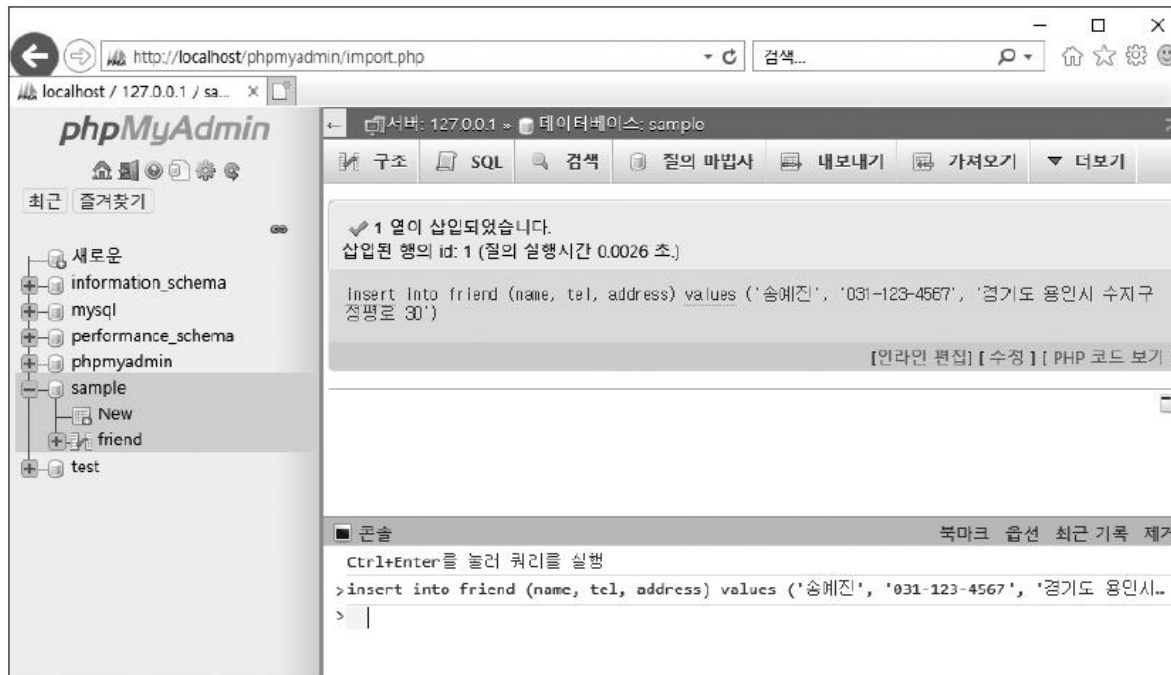 http://localhost/phpmyadmin/import.php
검색...
localhost / 127.0.0.1 / sa...
phpMyAdmin
서버: 127.0.0.1 » 데이터베이스: sample
구조 SQL 검색 질의 마법사 내보내기 가져오기 더보기
최근 즐겨찾기
새로운
information_schema
mysql
performance_schema
phpmyadmin
sample
New
friend
test
1 열이 삽입되었습니다.
삽입된 행의 id: 1 (질의 실행시간 0.0026 초.)
insert into friend (name, tel, address) values ('송예진', '031-123-4567', '경기도 용인시 수지구
정평로 30')
[인라인 편집] [ 수정 ] [ PHP 코드 보기
콘솔 북마크 옵션 최근 기록
Ctrl+Enter를 눌러 쿼리를 실행
>insert into friend (name, tel, address) values ('송예진', '031-123-4567', '경기도 용인시…
>